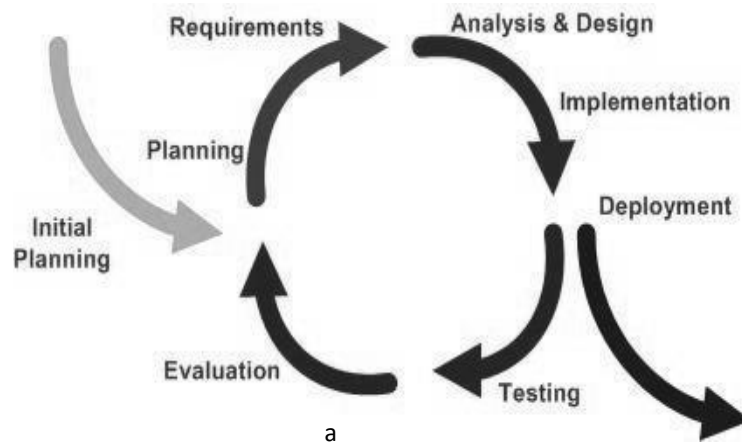 Requirements
Analysis & Design
Implementation
Planning
Deployment
Initial
Planning
Evaluation
Testing
a